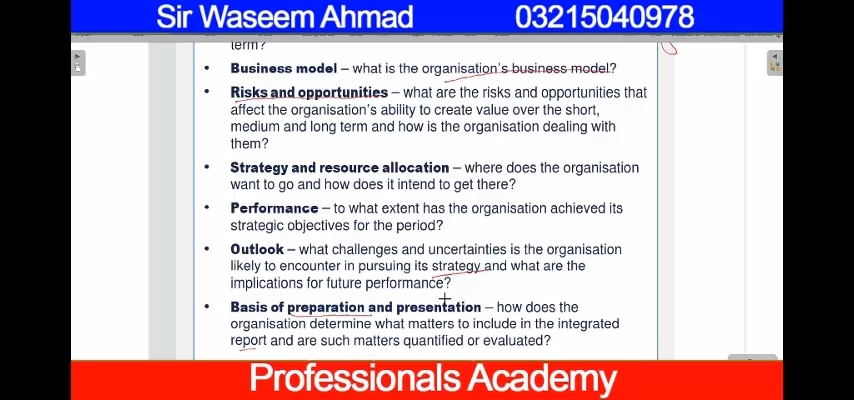 Sir Waseem Ahmad 03215040978
term?
• Business model – what is the organisation's business model?
• Risks and opportunities – what are the risks and opportunities that
affect the organisation's ability to create value over the short,
medium and long term and how is the organisation dealing with
them?
• Strategy and resource allocation – where does the organisation
want to go and how does it intend to get there?
• Performance – to what extent has the organisation achieved its
strategic objectives for the period?
• Outlook – what challenges and uncertainties is the organisation
likely to encounter in pursuing its strategy and what are the
implications for future performance?
• Basis of preparation and presentation – how does the
organisation determine what matters to include in the integrated
report and are such matters quantified or evaluated?
Professionals Academy